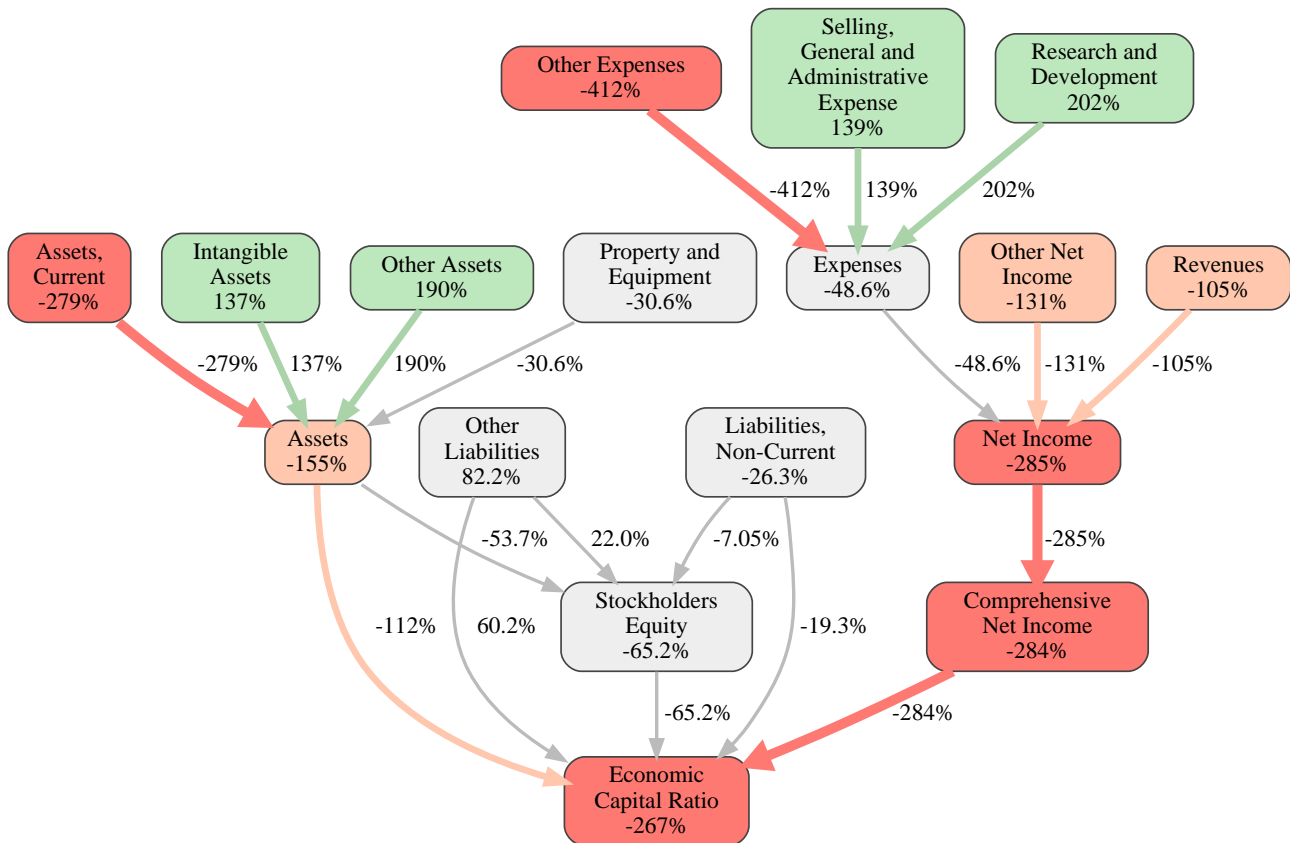 Other Expenses
-412%
Selling,
General and
Administrative
Expense
139%
Research and
Development
202%
-412%
139%
202%
Assets,
Current
-279%
Intangible
Assets
137%
Other Assets
190%
Property and
Equipment
-30.6%
Expenses
-48.6%
Other Net
Income
-131%
Revenues
-105%
-279%
137%
190%
-30.6%
-48.6%
-131%
-105%
Assets
-155%
Other
Liabilities
82.2%
Liabilities,
Non-Current
-26.3%
Net Income
-285%
-53.7%
22.0%
-7.05%
-285%
Stockholders
Equity
-65.2%
Comprehensive
Net Income
-284%
-112%
60.2%
-19.3%
-65.2%
-284%
Economic
Capital Ratio
-267%